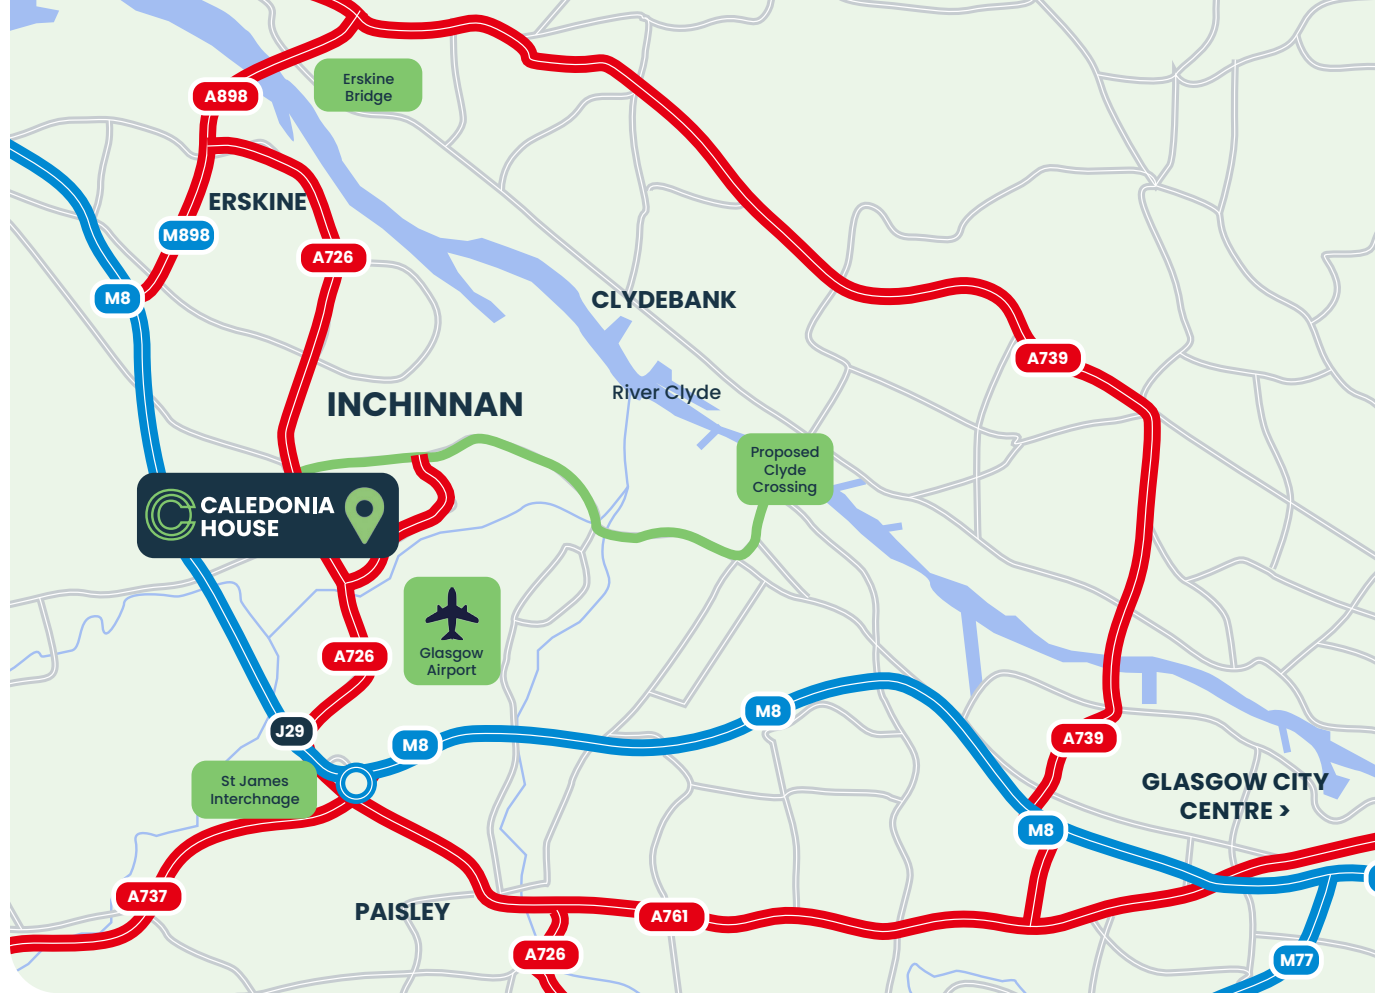 Erskine
Bridge
A898
ERSKINE
M898
A726
M8
CLYDEBANK
A739
River Clyde
INCHINNAN
Proposed
Clyde
Crossing
CALEDONIA
HOUSE
Glasgow
Airport
A726
M8
J29
M8
A739
St James
Interchnage
GLASGOW CITY
CENTRE >
M8
A737
PAISLEY
A761
A726
M77